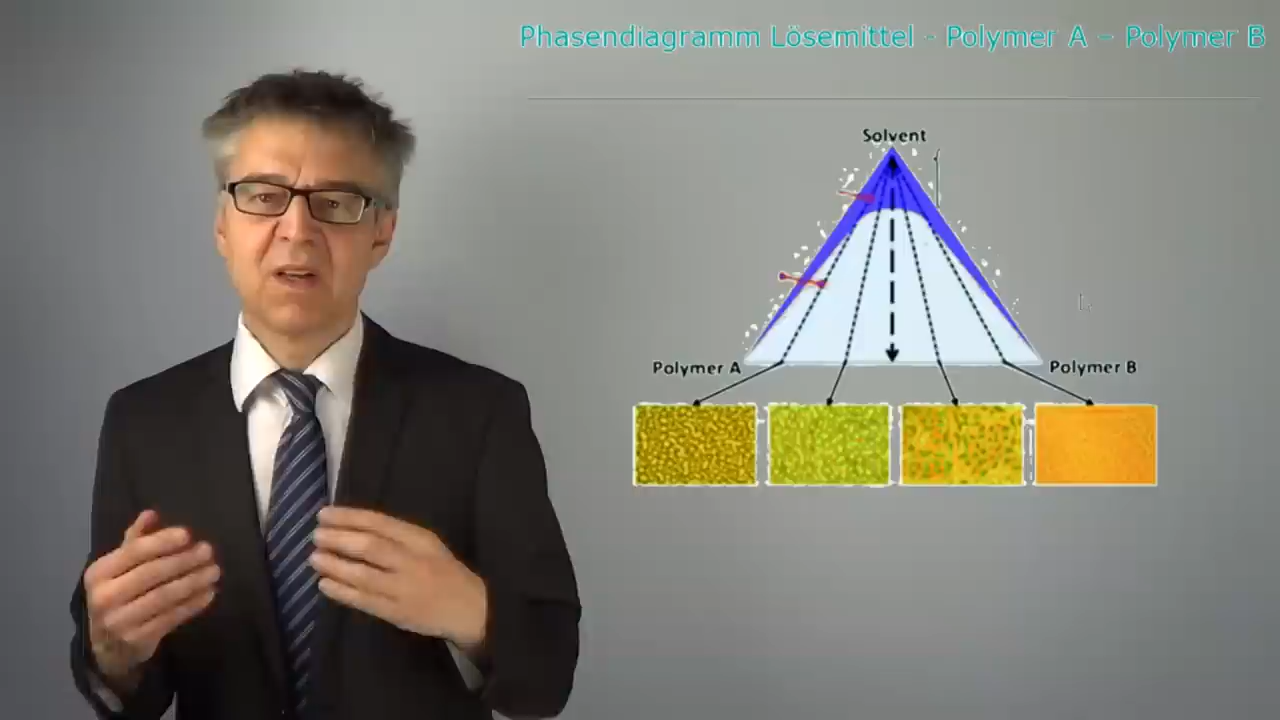 Phasendiagramm Lösemittel - Polymer A – Polymer B
Solvent
Polymer A
Polymer B